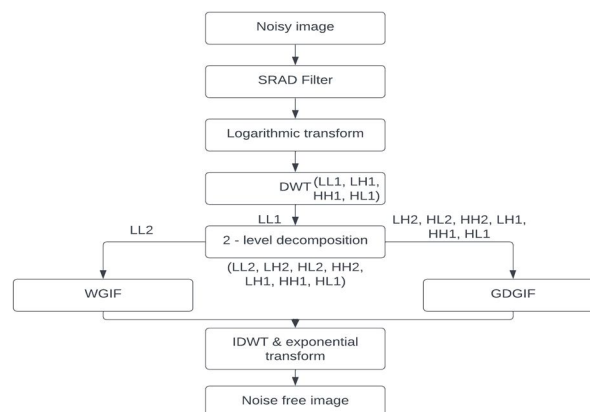 Noisy image
SRAD Filter
Logarithmic transform
DWT (LL1, LH1,
HH1, HL1)
LL1
LL2
LH2, HL2, HH2, LH1,
HH1, HL1
2 - level decomposition
(LL2, LH2, HL2, HH2,
LH1, HH1, HL1)
WGIF
GDGIF
IDWT & exponential
transform
Noise free image